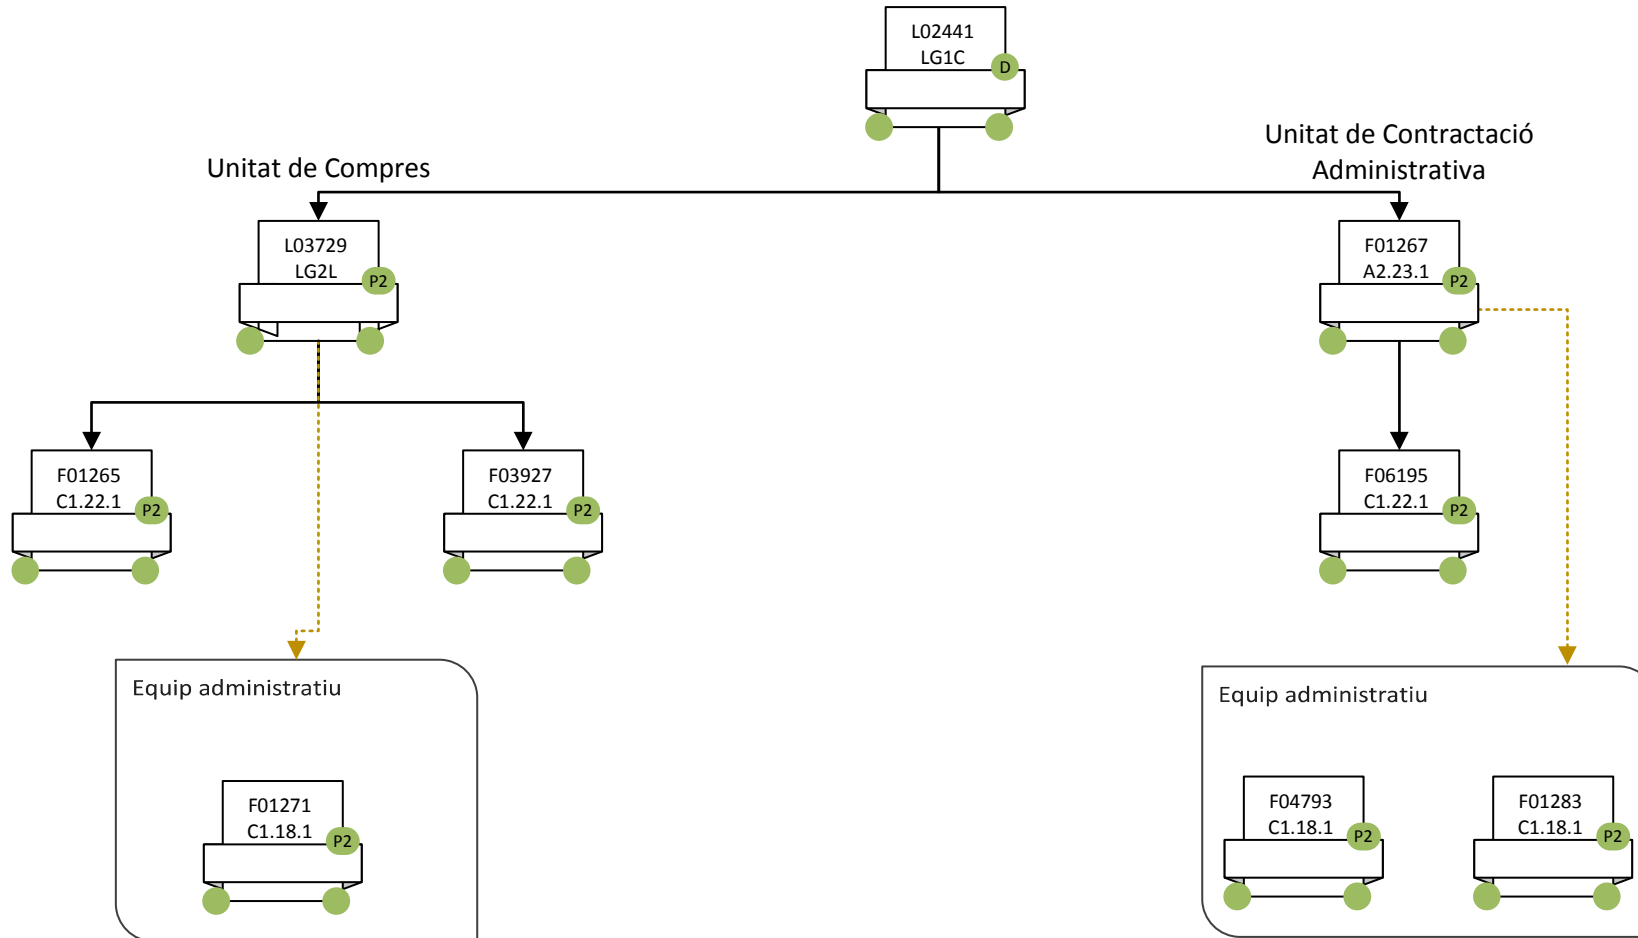 L02441
LG1C
D
Unitat de Compres
Unitat de Contractació
Administrativa
L03729
LG2L
P2
F01267
A2.23.1
P2
F01265
C1.22.1
P2
F03927
C1.22.1
P2
F06195
C1.22.1
P2
Equip administratiu
F01271
C1.18.1
P2
Equip administratiu
F04793
C1.18.1
P2
F01283
C1.18.1
P2